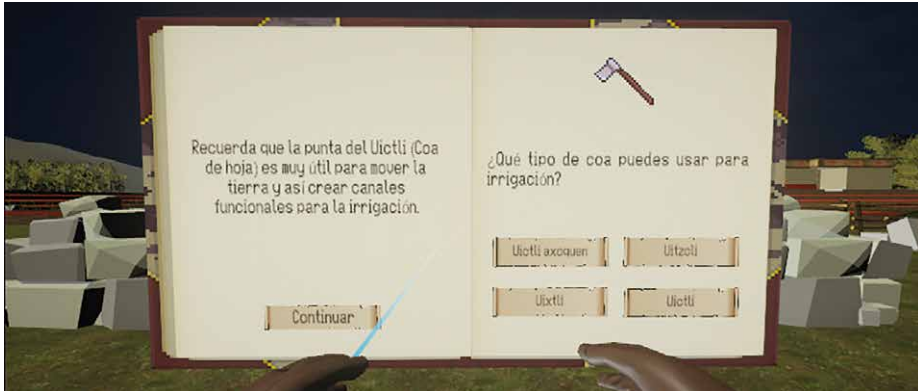 Recuerda que la punta del Uictli (Coa
de hoja) es muy útil para mover la
tierra y así crear canales
funcionales para la irrigación.
Continuar
¿Qué tipo de coa puedes usar para
irrigación?
Uictli axoquen
Uitzoli
Uixtli
Uictli